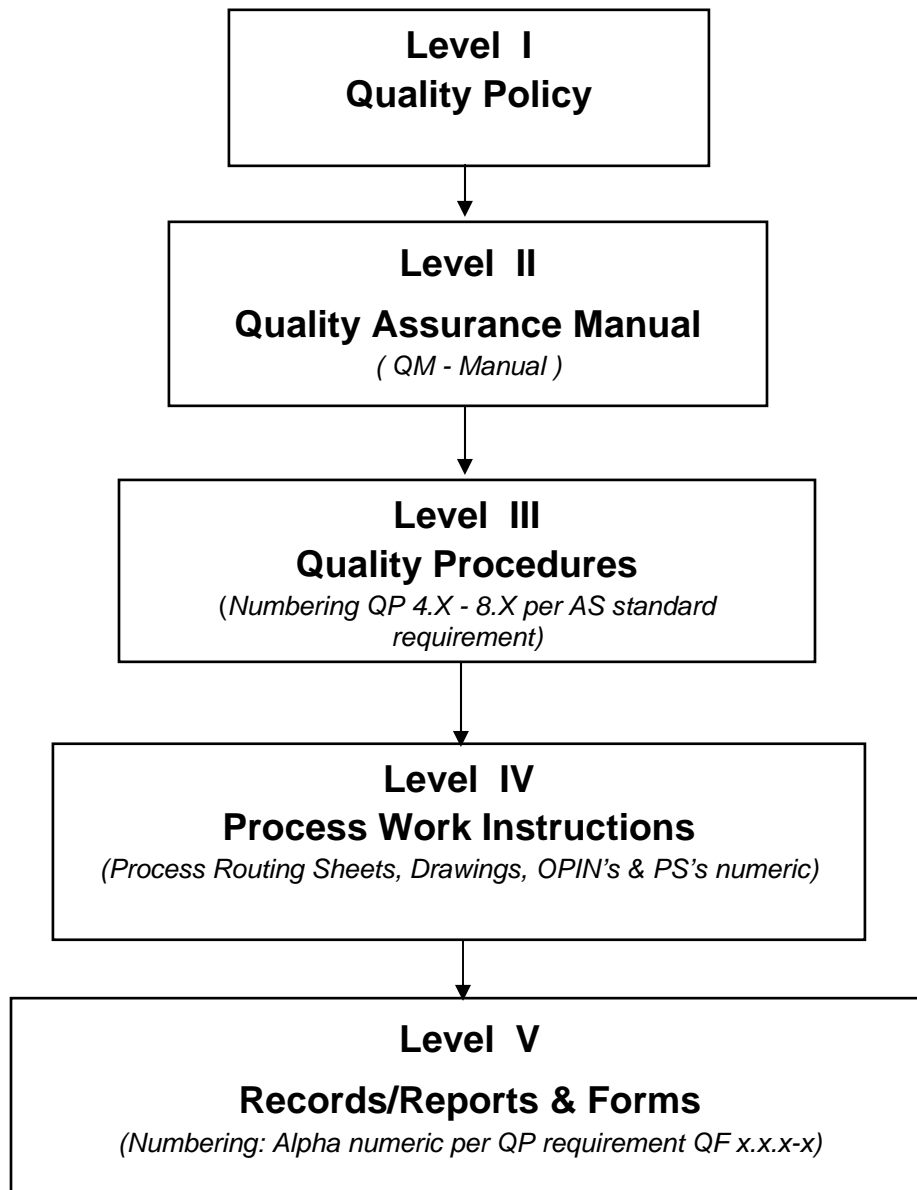 Level I
Quality Policy
Level II
Quality Assurance Manual
( QM - Manual )
Level III
Quality Procedures
(Numbering QP 4.X - 8.X per AS standard
requirement)
Level IV
Process Work Instructions
(Process Routing Sheets, Drawings, OPIN’s & PS’s numeric)
Level V
Records/Reports & Forms
(Numbering: Alpha numeric per QP requirement QF x.x.x-x)